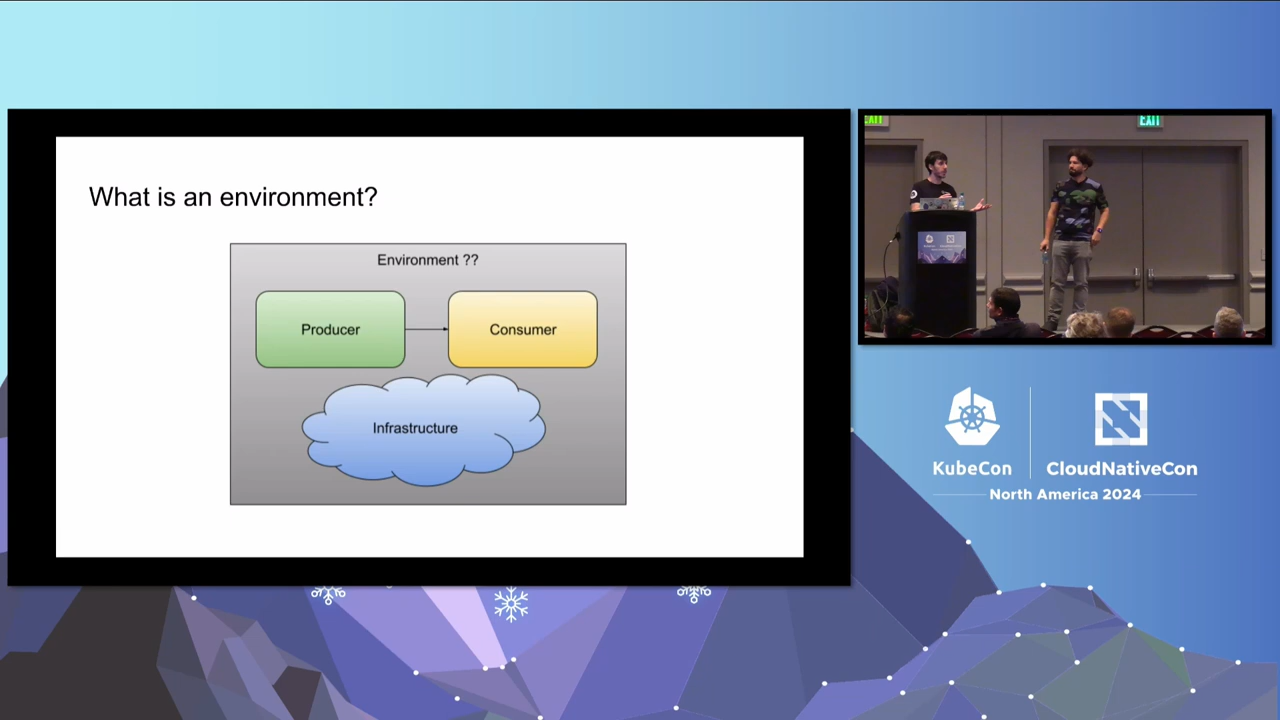 What is an environment?
Environment ??
Producer
Consumer
Infrastructure
EXIT
EXIT
KubeCon
CloudNativeCon
North America 2024